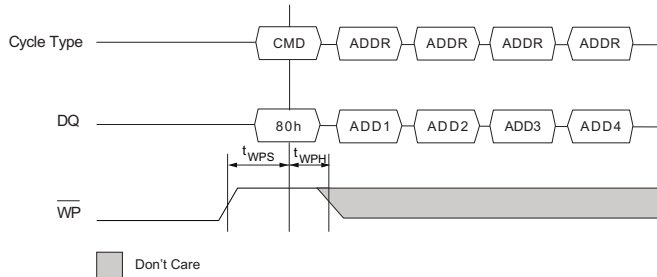 Cycle Type CMD ADDR ADDR ADDR ADDR
DQ 80h ADD1 ADD2 ADD3 ADD4
tWPS tWPH
WP
Don't Care